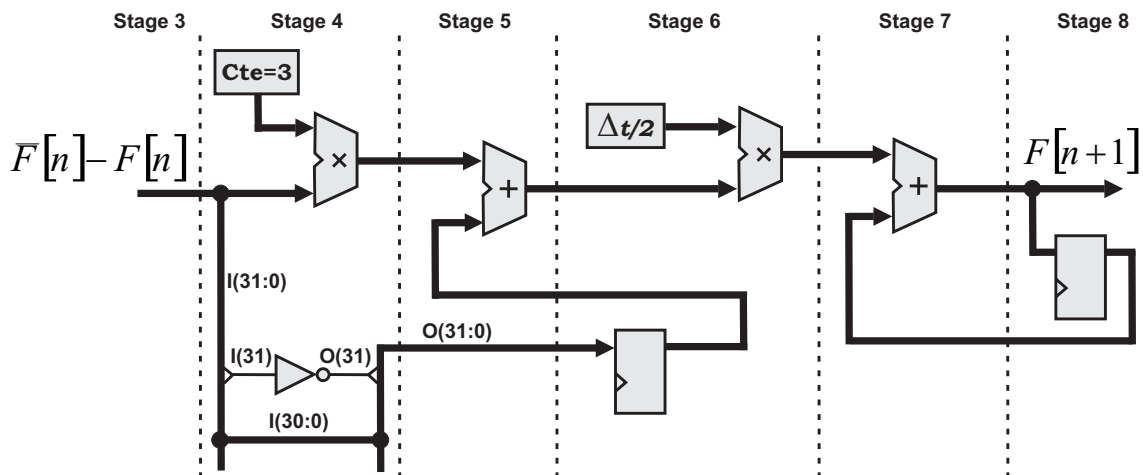 Stage 3 Stage 4 Stage 5 Stage 6 Stage 7 Stage 8
Cte=3
Δt/2
F̅[n]−F[n]
×
+
×
+
F[n+1]
I(31:0)
O(31:0)
I(31) O(31)
I(30:0)